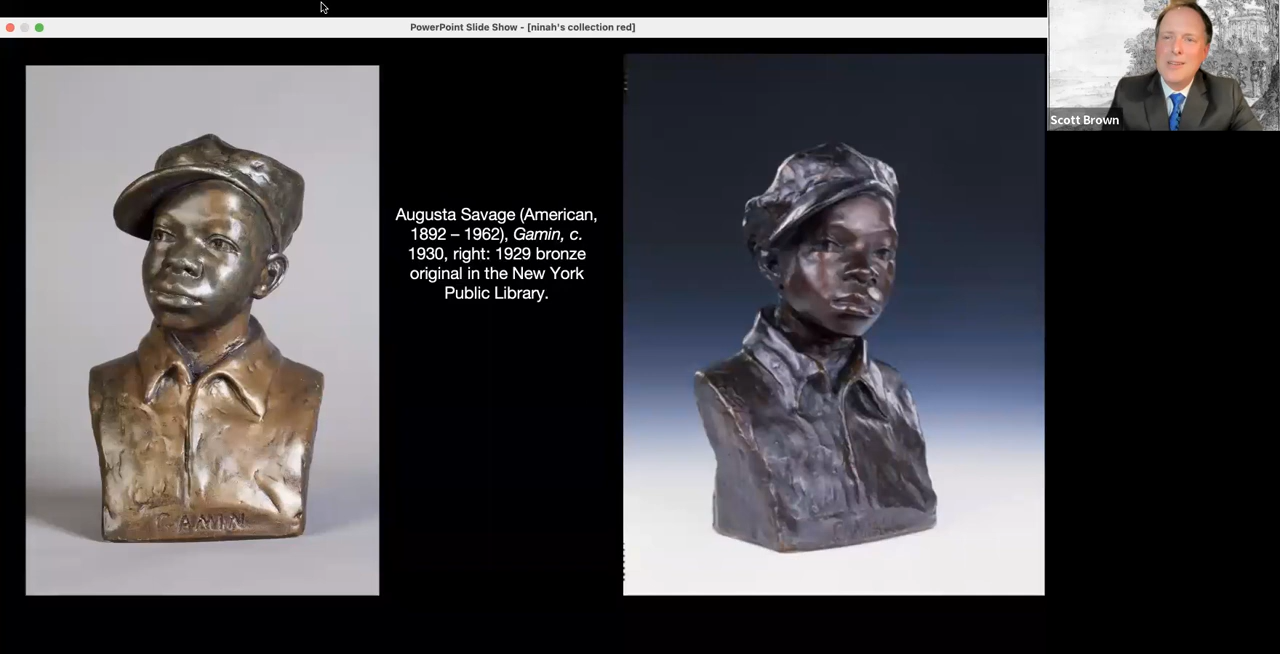 PowerPoint Slide Show - [ninah's collection red]
Scott Brown
Augusta Savage (American,
1892 – 1962), Gamin, c.
1930, right: 1929 bronze
original in the New York
Public Library.
GAMIN